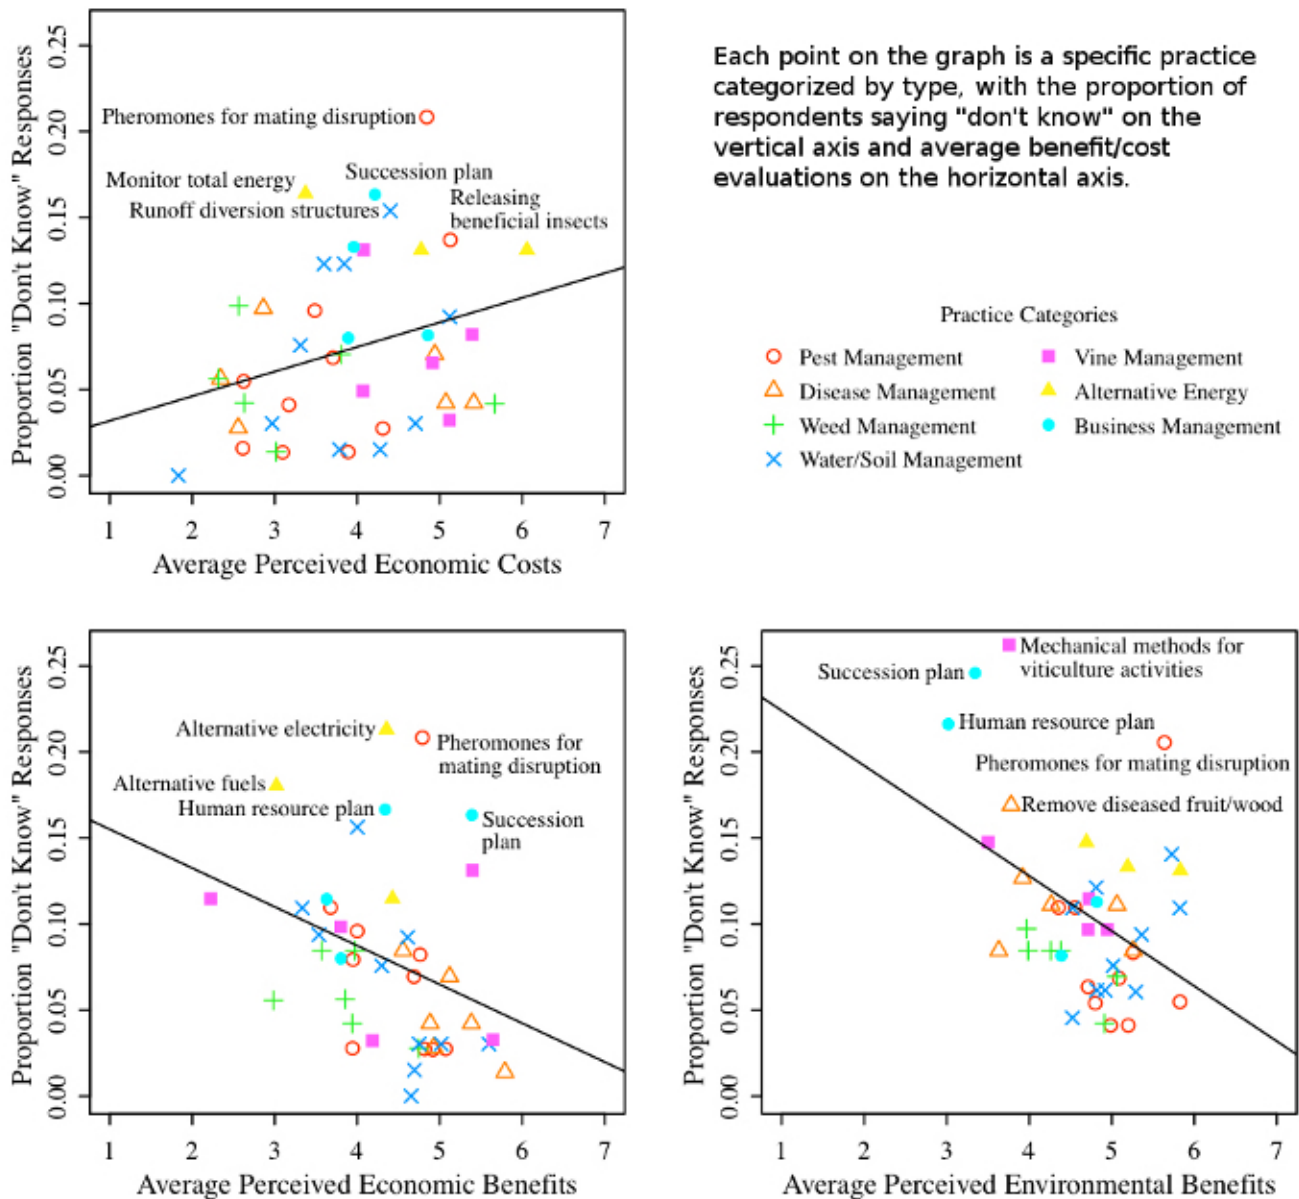 Each point on the graph is a specific practice
categorized by type, with the proportion of
respondents saying "don't know" on the
vertical axis and average benefit/cost
evaluations on the horizontal axis.
Proportion "Don't Know" Responses
0.25
0.20
0.15
0.10
0.05
0.00
Pheromones for mating disruption
Monitor total energy
Succession plan
Runoff diversion structures
Releasing
beneficial insects
1 2 3 4 5 6 7
Average Perceived Economic Costs
Practice Categories
Pest Management
Disease Management
Weed Management
Water/Soil Management
Vine Management
Alternative Energy
Business Management
Proportion "Don't Know" Responses
0.25
0.20
0.15
0.10
0.05
0.00
Alternative electricity
Pheromones for
mating disruption
Alternative fuels
Human resource plan
Succession
plan
1 2 3 4 5 6 7
Average Perceived Economic Benefits
Proportion "Don't Know" Responses
0.25
0.20
0.15
0.10
0.05
0.00
Mechanical methods for
viticulture activities
Succession plan
Human resource plan
Pheromones for mating disruption
Remove diseased fruit/wood
1 2 3 4 5 6 7
Average Perceived Environmental Benefits